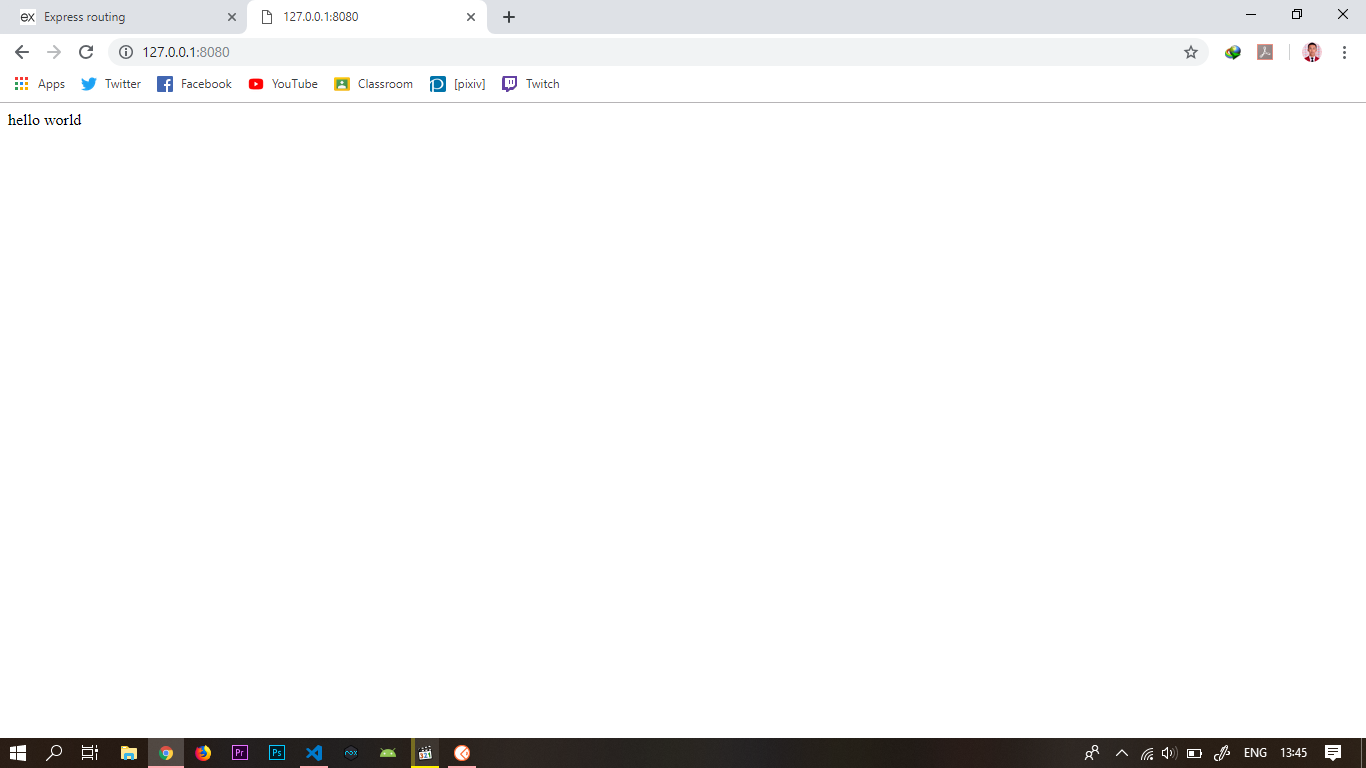 ex Express routing 127.0.0.1:8080
127.0.0.1:8080
Apps Twitter Facebook YouTube Classroom [pixiv] Twitch
hello world
Pr Ps nox ENG 13:45